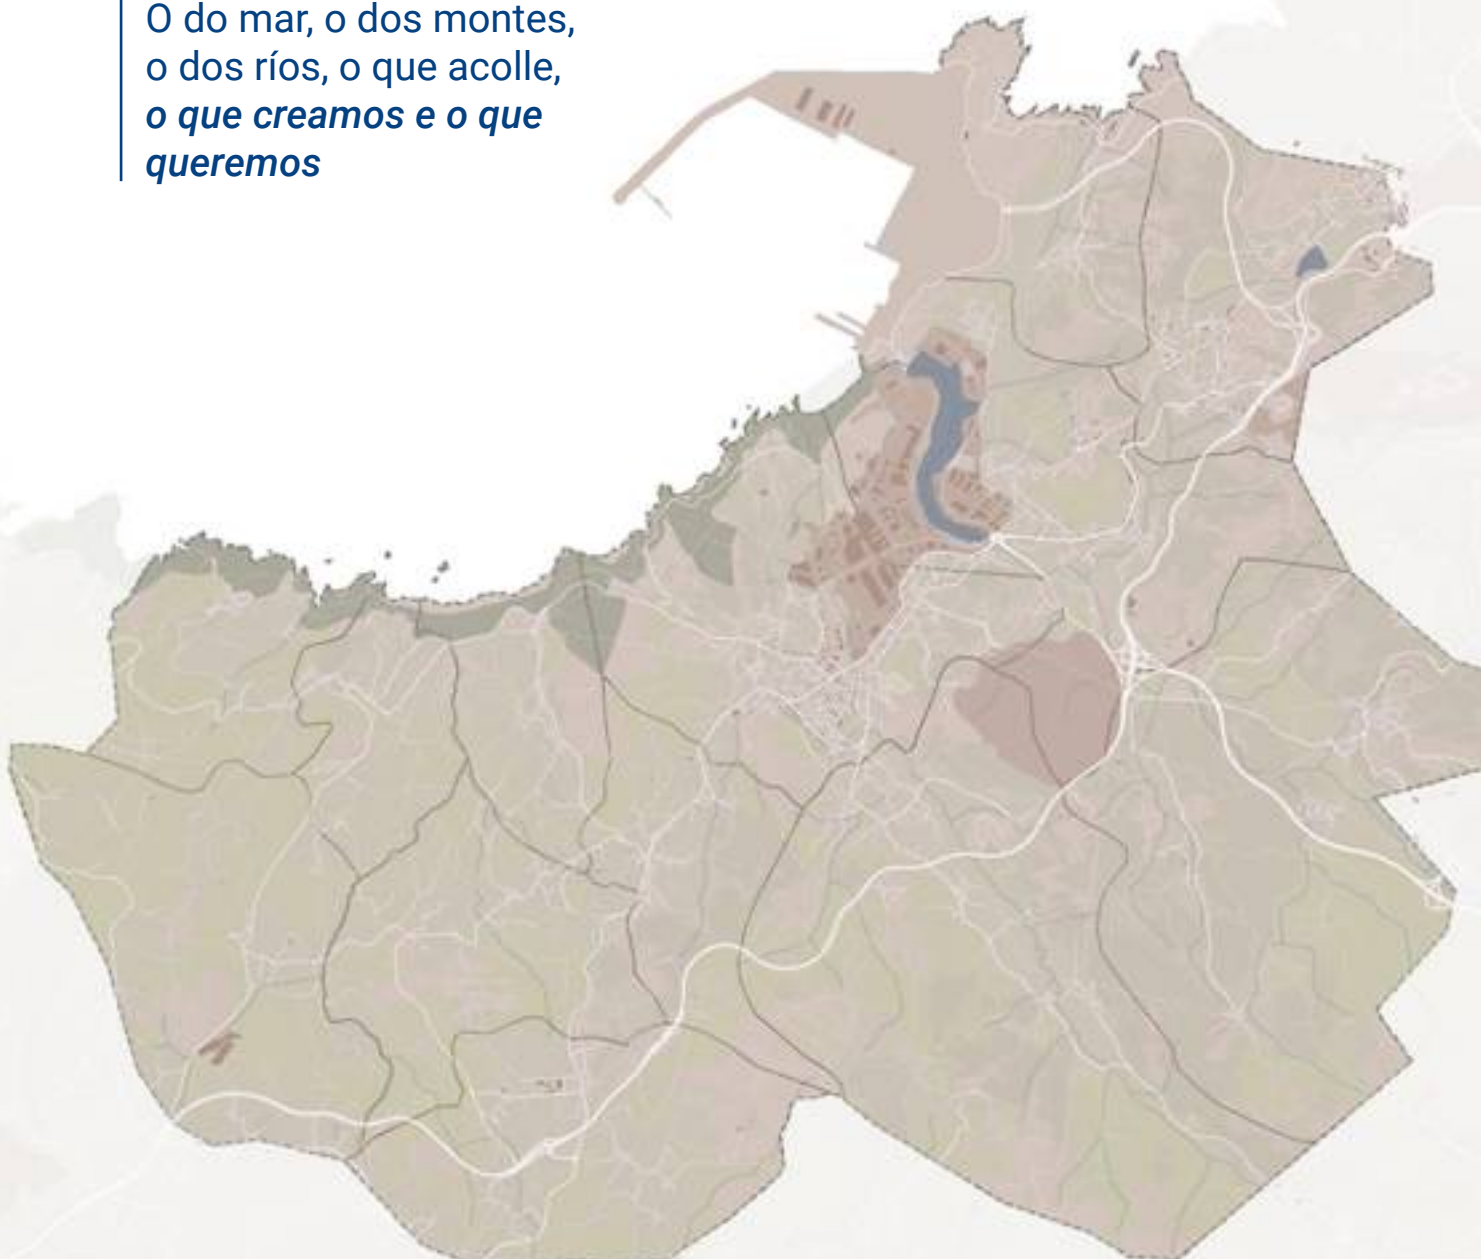 O do mar, o dos montes,
o dos ríos, o que acolle,
o que creamos e o que
queremos